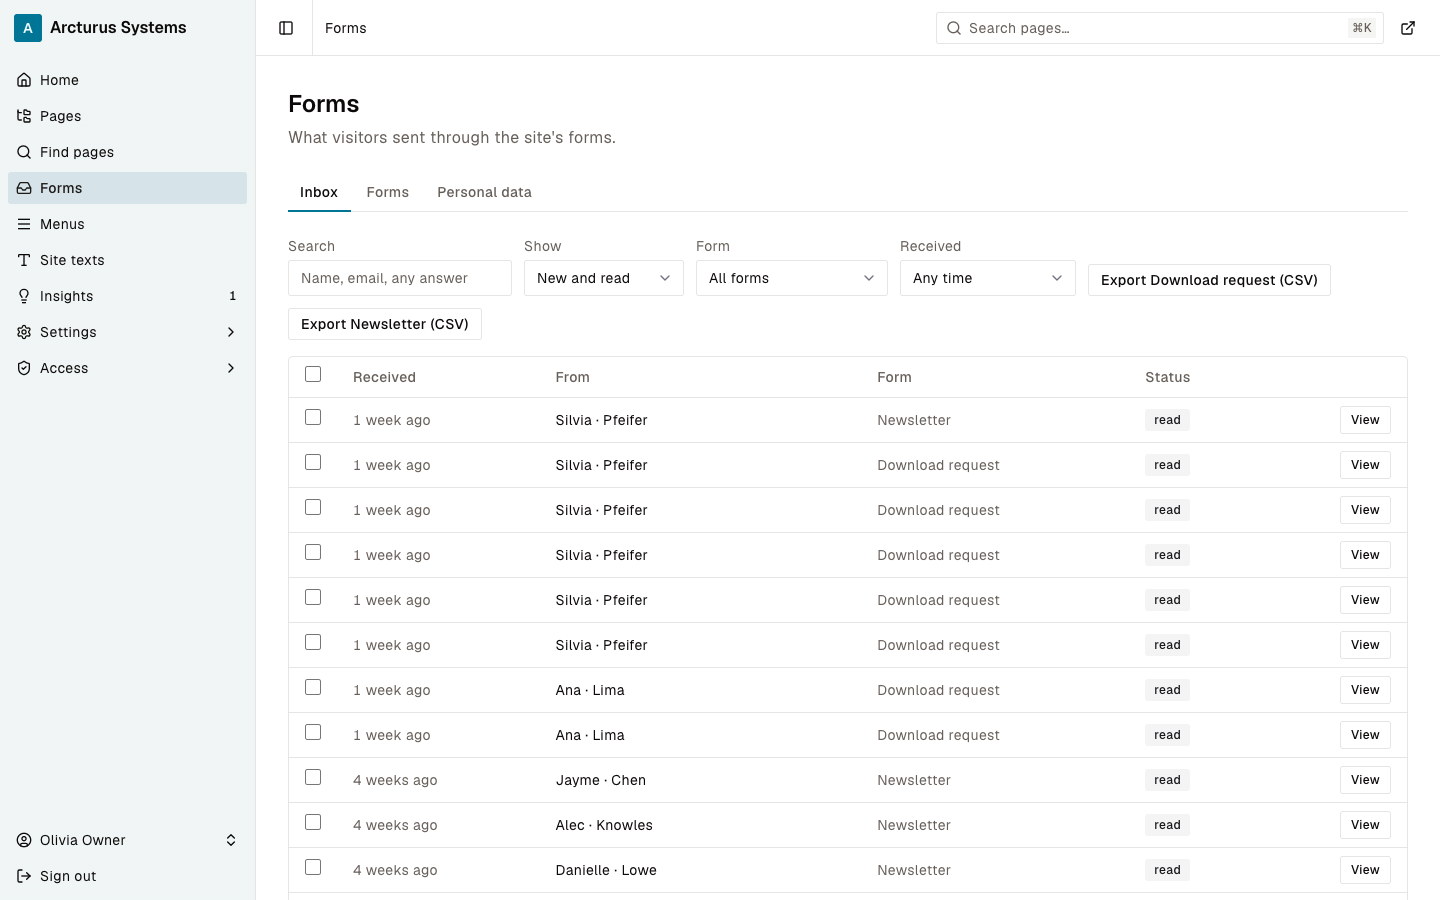 A Arcturus Systems
Home
Pages
Find pages
Forms
Menus
Site texts
Insights 1
Settings
Access
Olivia Owner
Sign out
Forms
Search pages… ⌘K
Forms
What visitors sent through the site's forms.
Inbox Forms Personal data
Search Show Form Received
Name, email, any answer New and read All forms Any time Export Download request (CSV)
Export Newsletter (CSV)
Received From Form Status
1 week ago Silvia · Pfeifer Newsletter read View
1 week ago Silvia · Pfeifer Download request read View
1 week ago Silvia · Pfeifer Download request read View
1 week ago Silvia · Pfeifer Download request read View
1 week ago Silvia · Pfeifer Download request read View
1 week ago Silvia · Pfeifer Download request read View
1 week ago Ana · Lima Download request read View
1 week ago Ana · Lima Download request read View
4 weeks ago Jayme · Chen Newsletter read View
4 weeks ago Alec · Knowles Newsletter read View
4 weeks ago Danielle · Lowe Newsletter read View